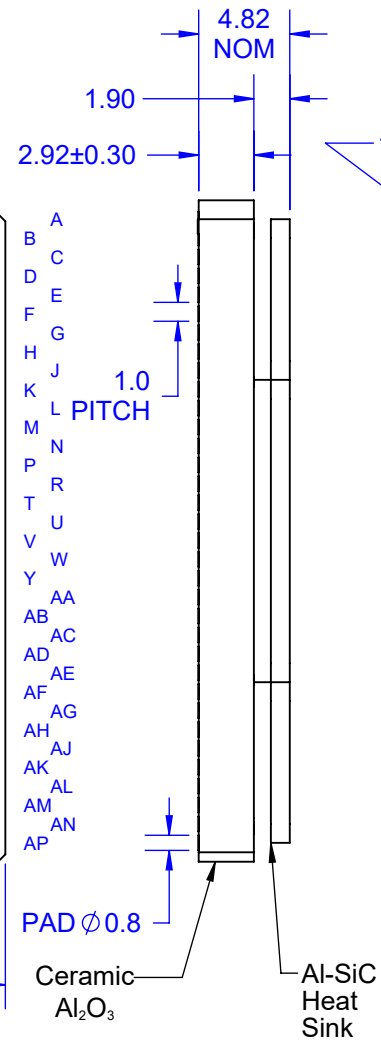 4.82
NOM
1.90
2.92±0.30
A
B
C
D
E
F
G
H
J
K
1.0
PITCH
L
M
N
P
R
T
U
V
W
Y
AA
AB
AC
AD
AE
AF
AG
AH
AJ
AK
AL
AM
AN
AP
PAD ∅0.8
Ceramic
Al₂O₃
Al-SiC
Heat
Sink